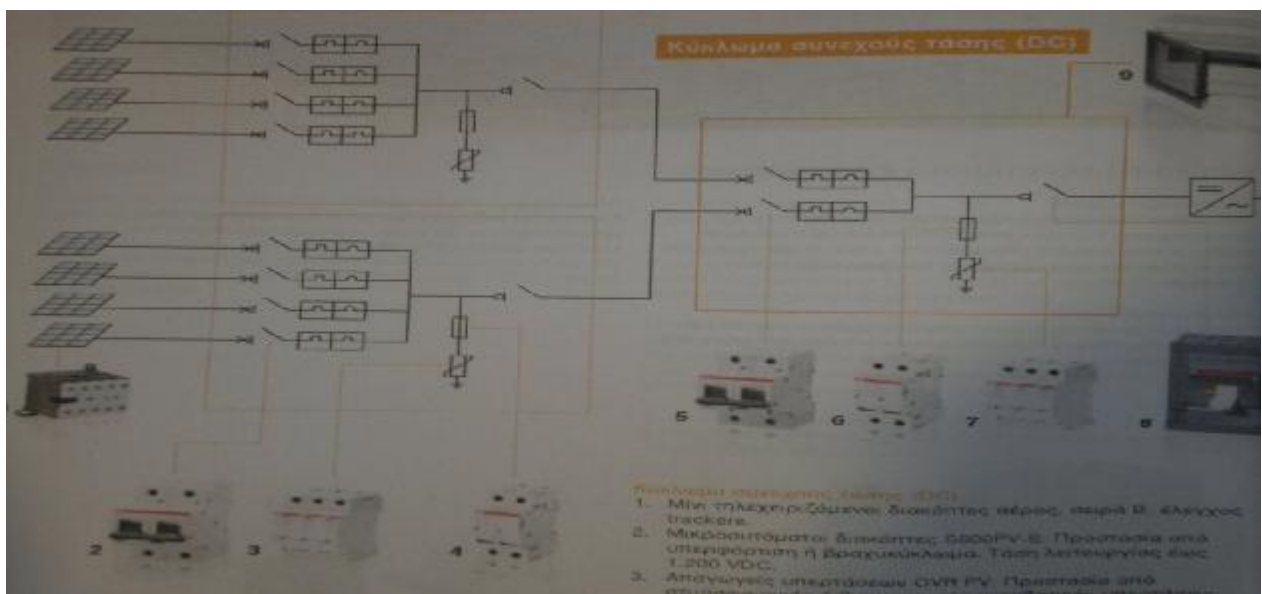 Κύκλωμα συνεχούς τάσης (DC)
9
5
6
7
8
2
3
4
Κύκλωμα συνεχούς τάσης (DC)
1. Μίνι τηλεχειριζόμενοι διακόπτες αέρος, σειρά Β: έλεγχος
trackers.
2. Μικροαυτόματοι διακόπτες S800PV-S: Προστασία από
υπερφόρτιση ή βραχυκύκλωμα. Τάση λειτουργίας έως
1.200 VDC.
3. Απαγωγείς υπερτάσεων OVR PV: Προστασία από